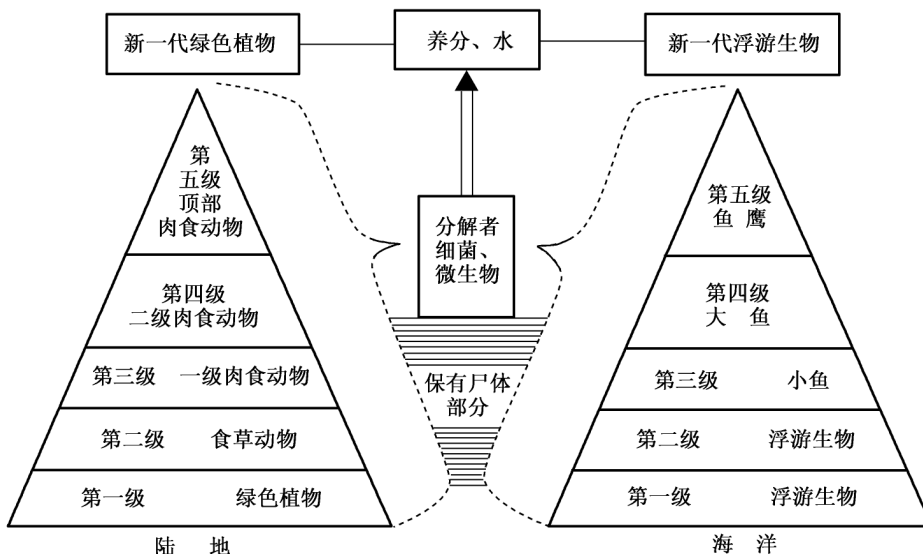 新一代绿色植物
养分、水
新一代浮游生物
第
五级
顶部
肉食动物
第四级
二级肉食动物
第三级 一级肉食动物
第二级 食草动物
第一级 绿色植物
陆 地
分解者
细菌、
微生物
保有尸体
部分
第五级
鱼 鹰
第四级
大 鱼
第三级 小鱼
第二级 浮游生物
第一级 浮游生物
海 洋